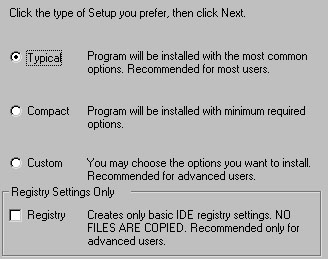 Click the type of Setup you prefer, then click Next.
Typical Program will be installed with the most common
options. Recommended for most users.
Compact Program will be installed with minimum required
options.
Custom You may choose the options you want to install.
Recommended for advanced users.
Registry Settings Only
Registry Creates only basic IDE registry settings. NO
FILES ARE COPIED. Recommended only for
advanced users.